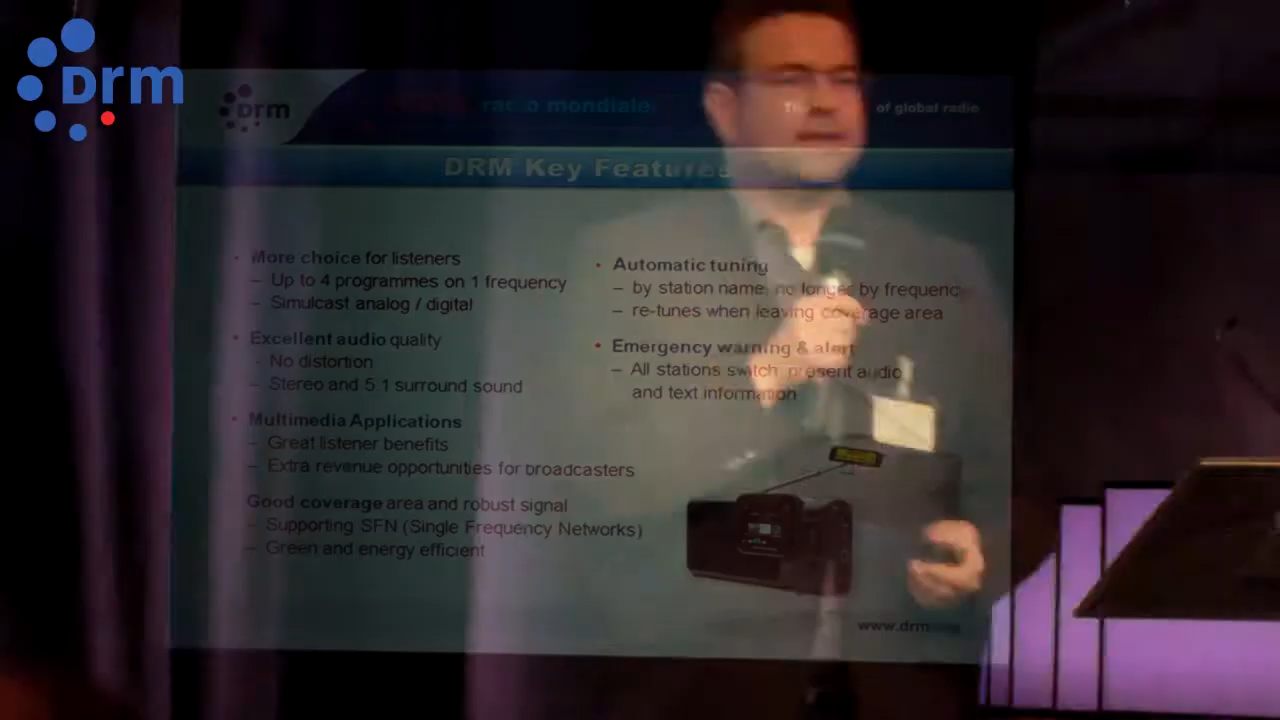 Drm
Drm
radio mondiale
of global radio
DRM Key Features
More choice for listeners
– Up to 4 programmes on 1 frequency
– Simulcast analog / digital
Excellent audio quality
- No distortion
– Stereo and 5 1 surround sound
Multimedia Applications
– Great listener benefits
– Extra revenue opportunities for broadcasters
Good coverage area and robust signal
– Supporting SFN (Single Frequency Networks)
– Green and energy efficient
• Automatic tuning
– by station name, no longer by frequency
– re-tunes when leaving coverage area
• Emergency warning & alert
– All stations switch, present audio
and text information
www.drm